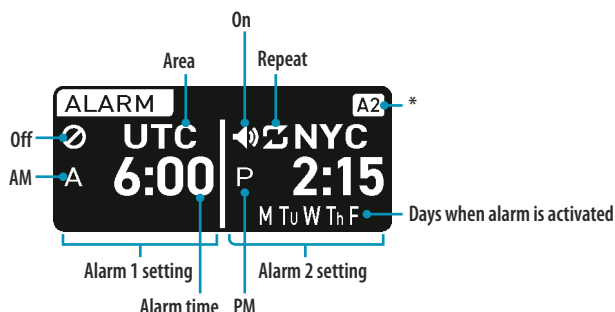 On
Area
Repeat
ALARM
A2
*
Off
UTC
NYC
AM
A
6:00
P
2:15
M Tu W Th F
Days when alarm is activated
Alarm 1 setting
Alarm 2 setting
Alarm time
PM